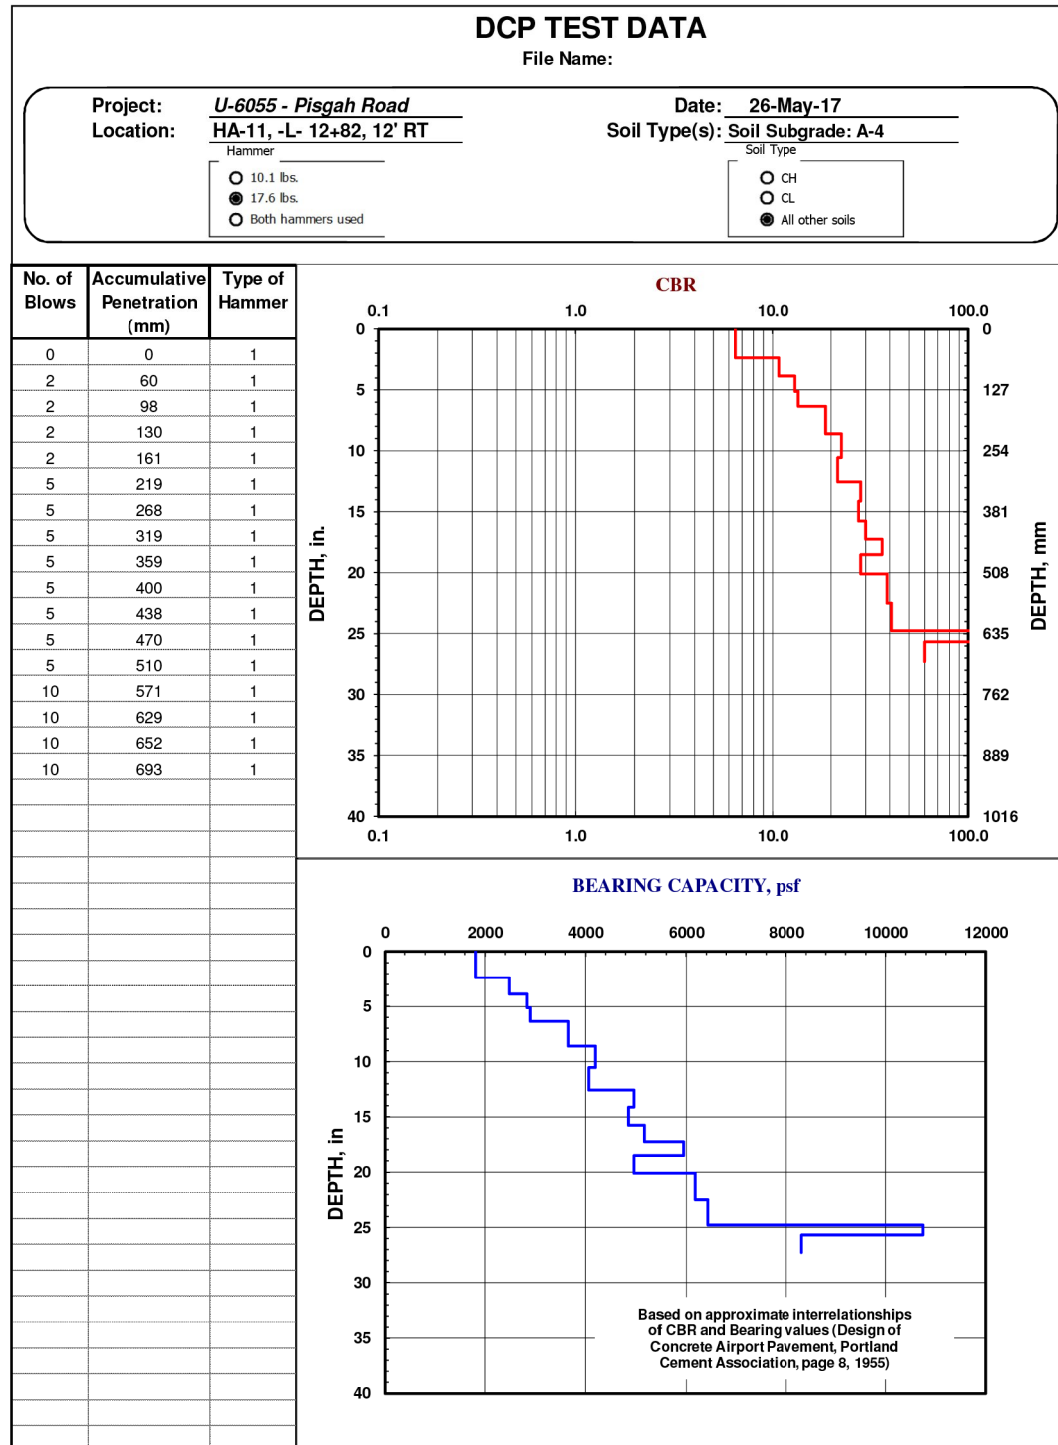 DCP TEST DATA
File Name:
Project: U-6055 - Pisgah Road Date: 26-May-17
Location: HA-11, -L- 12+82, 12' RT Soil Type(s): Soil Subgrade: A-4
Hammer Soil Type
10.1 lbs. CH
17.6 lbs. CL
Both hammers used All other soils
No. of Blows Accumulative Penetration (mm) Type of Hammer
0 0 1
2 60 1
2 98 1
2 130 1
2 161 1
5 219 1
5 268 1
5 319 1
5 359 1
5 400 1
5 438 1
5 470 1
5 510 1
10 571 1
10 629 1
10 652 1
10 693 1
CBR
0.1 1.0 10.0 100.0
0 0
5 127
10 254
15 381
20 508
25 635
30 762
35 889
40 1016
0.1 1.0 10.0 100.0
DEPTH, in.
DEPTH, mm
BEARING CAPACITY, psf
0 2000 4000 6000 8000 10000 12000
0
5
10
15
20
25
30
35
40
DEPTH, in
Based on approximate interrelationships
of CBR and Bearing values (Design of
Concrete Airport Pavement, Portland
Cement Association, page 8, 1955)